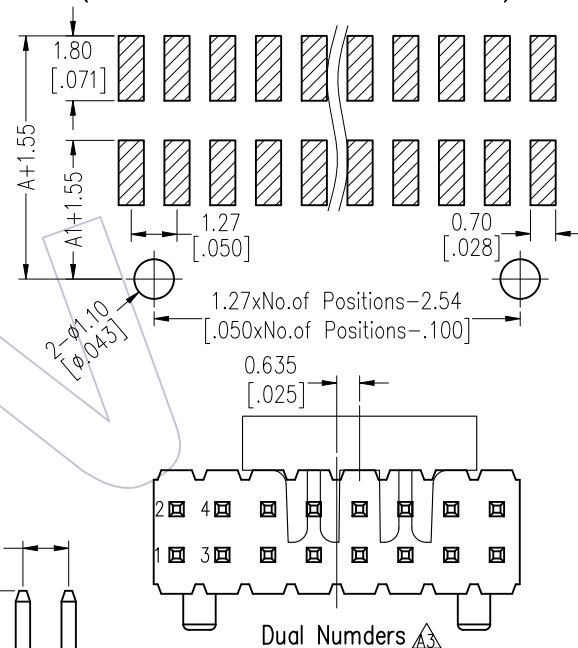 1.80
[.071]
A+1.55
A1+1.55
1.27
[.050]
0.70
[.028]
2-ø1.10
[ø.043]
1.27xNo.of Positions-2.54
[.050xNo.of Positions-.100]
0.635
[.025]
2 4
1 3
Dual Numders A3